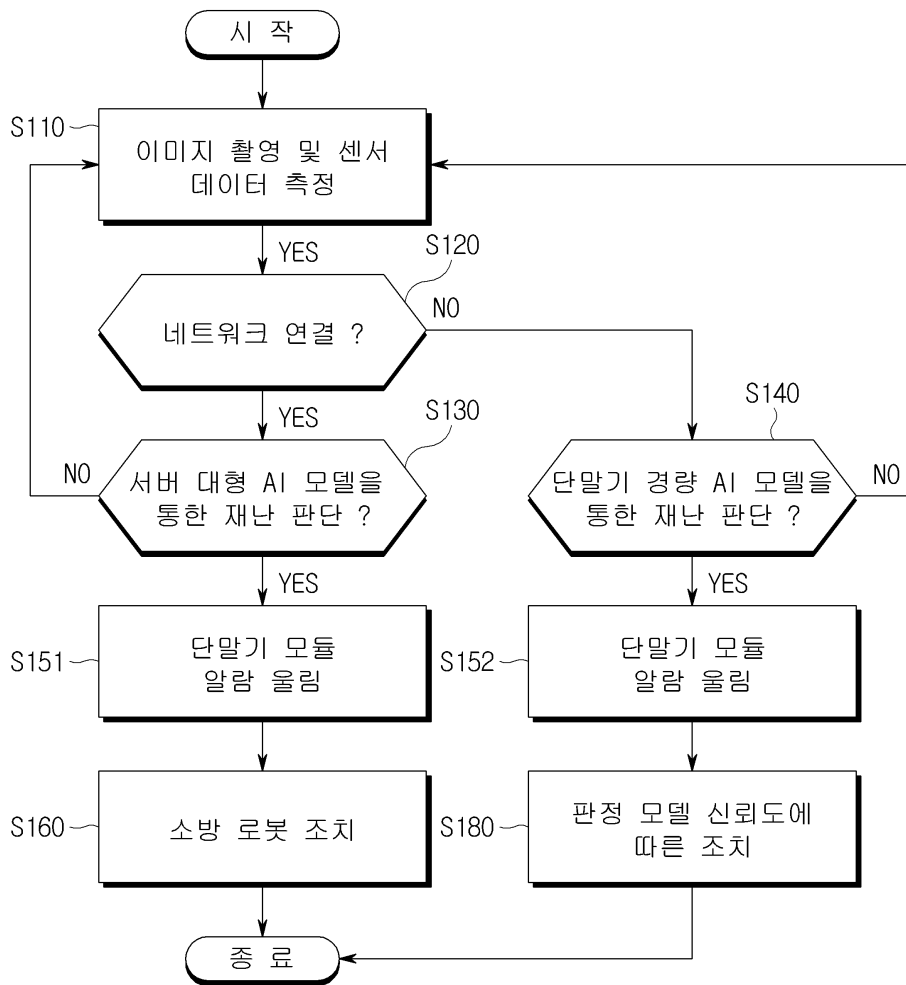 시 작
S110
이미지 촬영 및 센서
데이터 측정
YES
S120
네트워크 연결 ?
NO
YES
S130
S140
NO
서버 대형 AI 모델을
통한 재난 판단 ?
단말기 경량 AI 모델을
통한 재난 판단 ?
NO
YES
YES
S151
단말기 모듈
알람 울림
S152
단말기 모듈
알람 울림
S160
소방 로봇 조치
S180
판정 모델 신뢰도에
따른 조치
종 료